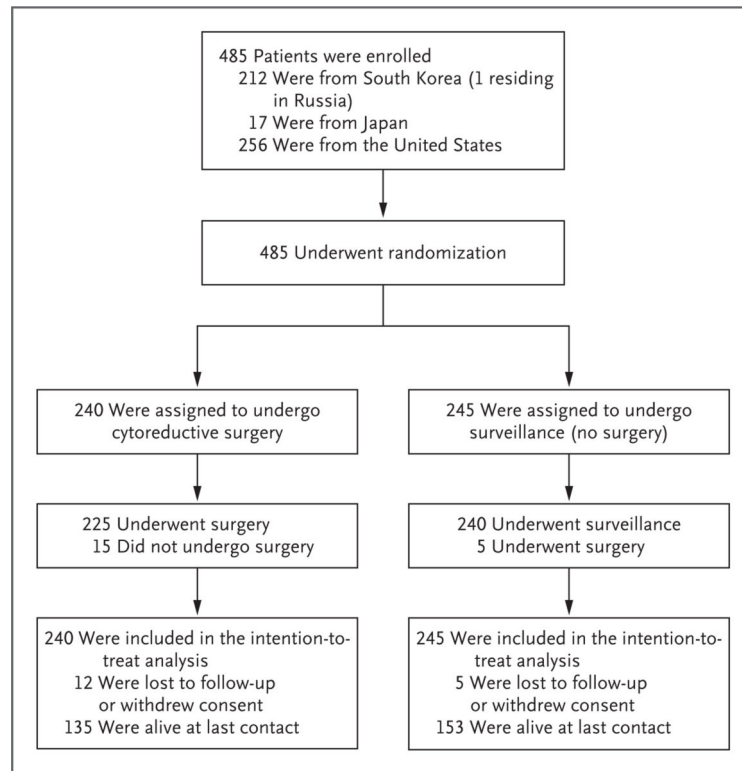 485 Patients were enrolled
212 Were from South Korea (1 residing
in Russia)
17 Were from Japan
256 Were from the United States
485 Underwent randomization
240 Were assigned to undergo
cytoreductive surgery
245 Were assigned to undergo
surveillance (no surgery)
225 Underwent surgery
15 Did not undergo surgery
240 Underwent surveillance
5 Underwent surgery
240 Were included in the intention-to-
treat analysis
12 Were lost to follow-up
or withdrew consent
135 Were alive at last contact
245 Were included in the intention-to-
treat analysis
5 Were lost to follow-up
or withdrew consent
153 Were alive at last contact